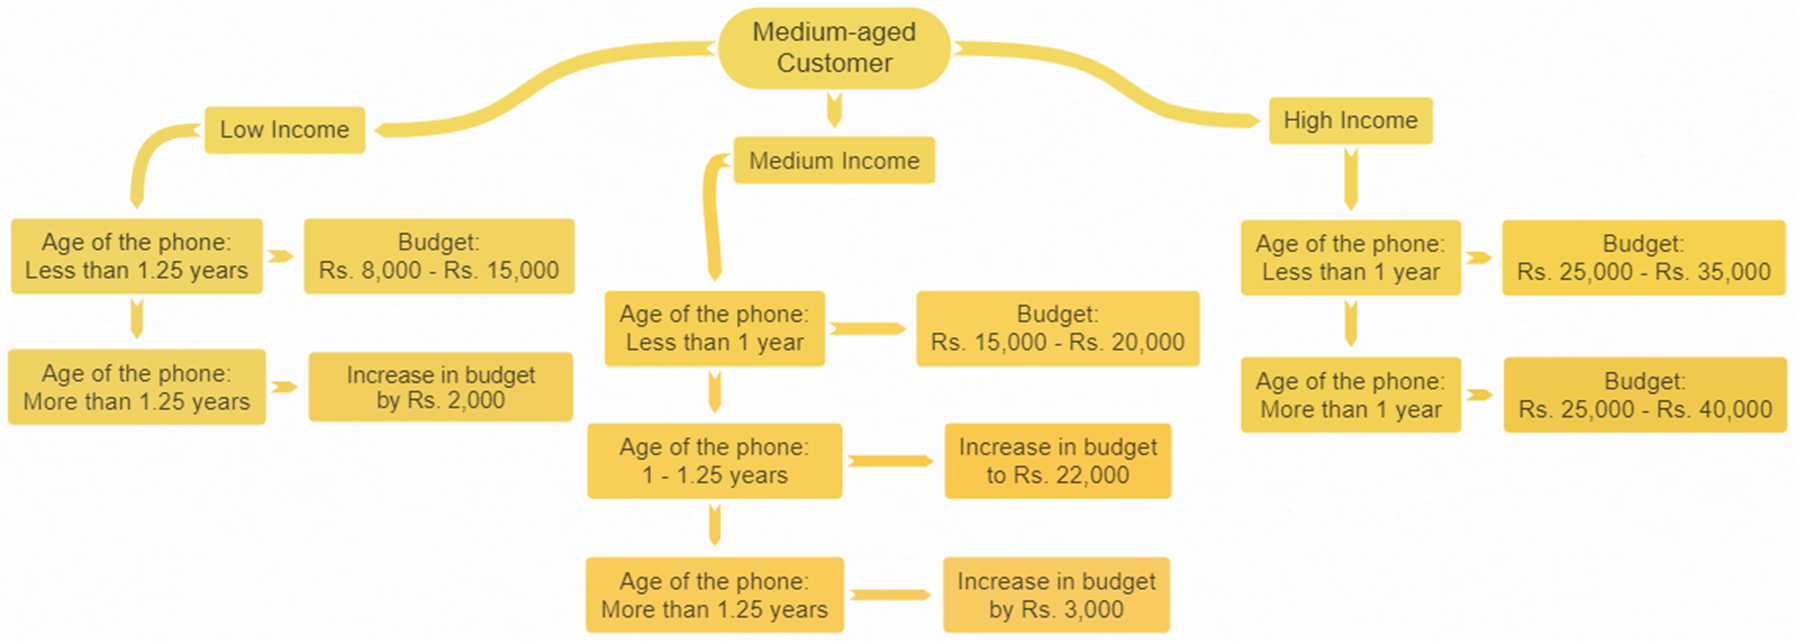 Medium-aged
Customer
Low Income
Age of the phone:
Less than 1.25 years
Budget:
Rs. 8,000 - Rs. 15,000
Age of the phone:
More than 1.25 years
Increase in budget
by Rs. 2,000
Medium Income
Age of the phone:
Less than 1 year
Budget:
Rs. 15,000 - Rs. 20,000
Age of the phone:
1 - 1.25 years
Increase in budget
to Rs. 22,000
Age of the phone:
More than 1.25 years
Increase in budget
by Rs. 3,000
High Income
Age of the phone:
Less than 1 year
Budget:
Rs. 25,000 - Rs. 35,000
Age of the phone:
More than 1 year
Budget:
Rs. 25,000 - Rs. 40,000